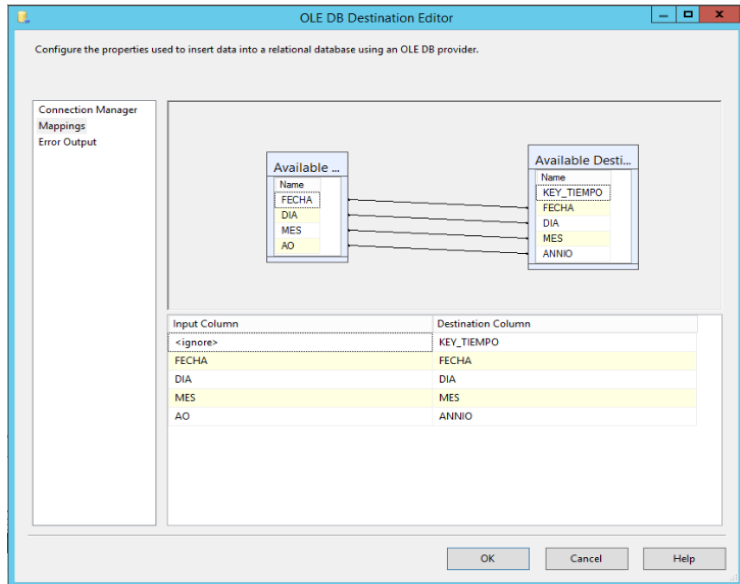 OLE DB Destination Editor
Configure the properties used to insert data into a relational database using an OLE DB provider.
Connection Manager
Mappings
Error Output
Available ...
Name
FECHA
DIA
MES
AO
Available Desti...
Name
KEY_TIEMPO
FECHA
DIA
MES
ANNIO
Input Column Destination Column
<ignore> KEY_TIEMPO
FECHA FECHA
DIA DIA
MES MES
AO ANNIO
OK Cancel Help